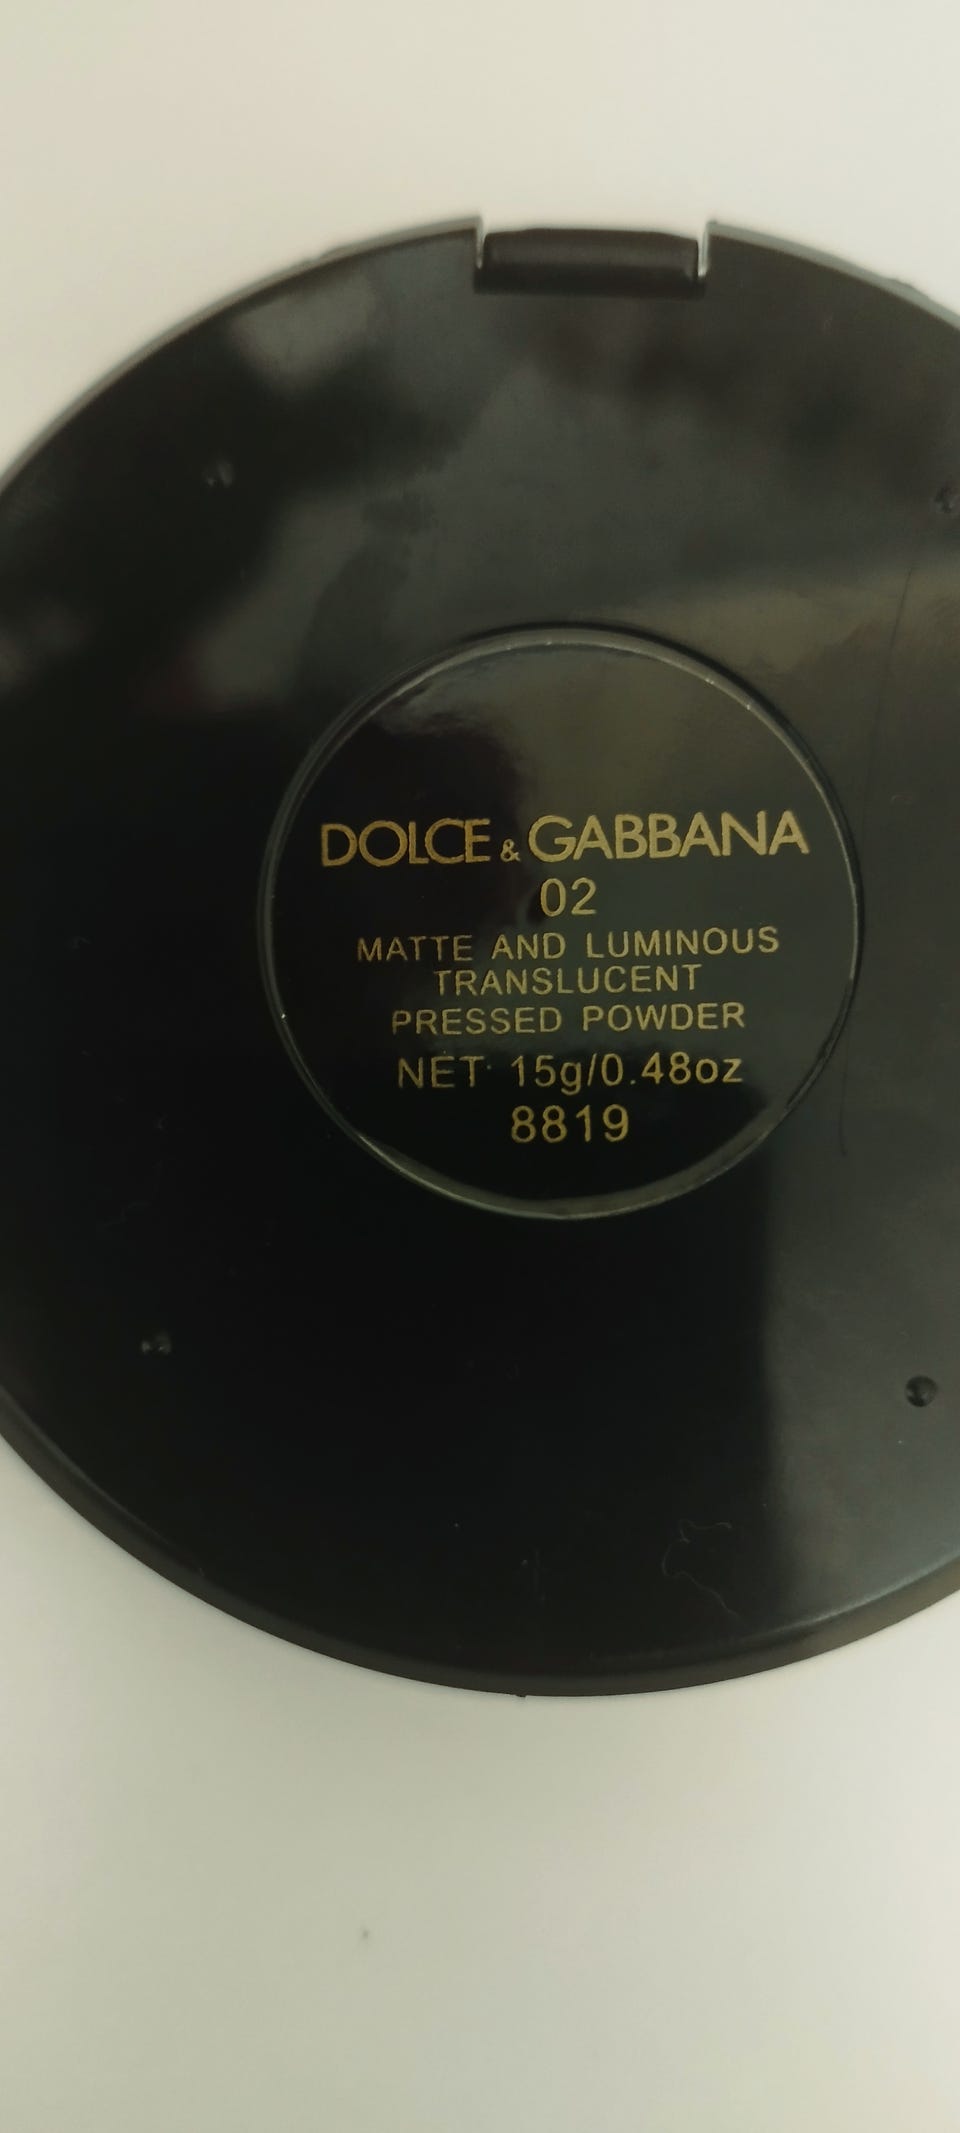 DOLCE & GABBANA
02
MATTE AND LUMINOUS
TRANSLUCENT
PRESSED POWDER
NET 15g/0.48oz
8819